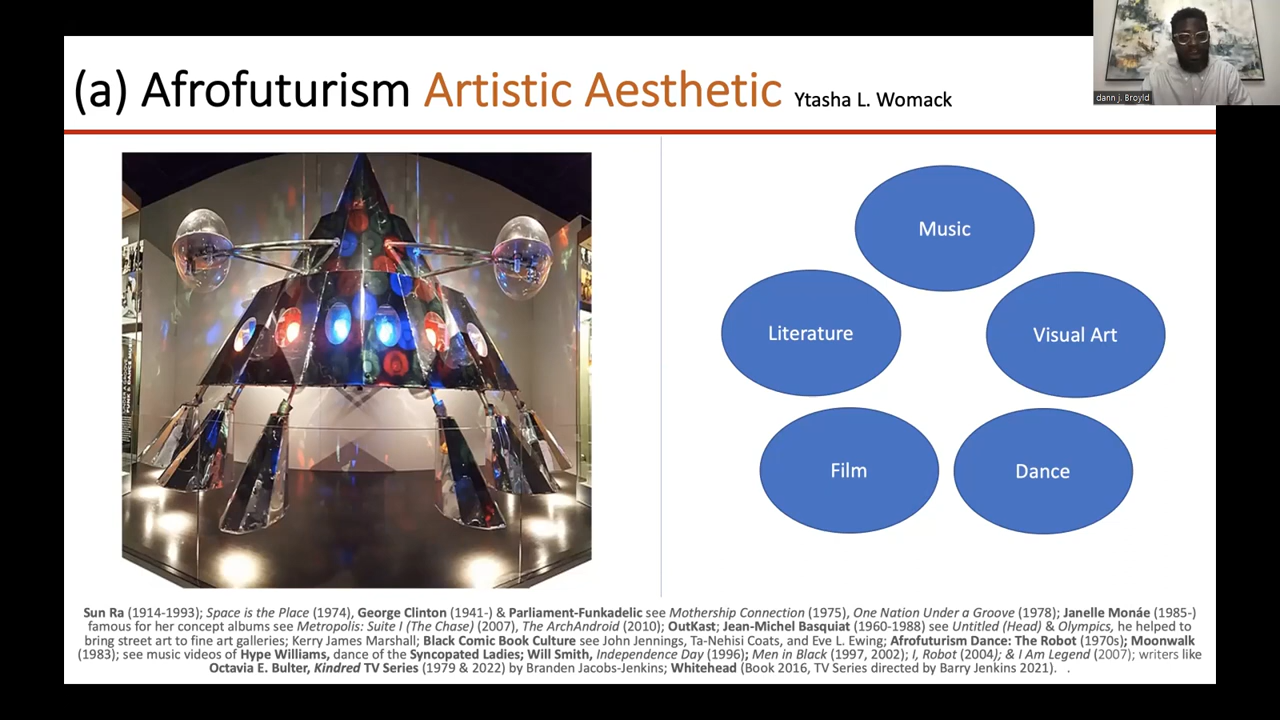 (a) Afrofuturism Artistic Aesthetic Ytasha L. Womack
dann j. Broyld
Music
Literature
Visual Art
Film
Dance
Sun Ra (1914-1993); Space is the Place (1974), George Clinton (1941-) & Parliament-Funkadelic see Mothership Connection (1975), One Nation Under a Groove (1978); Janelle Monáe (1985-)
famous for her concept albums see Metropolis: Suite I (The Chase) (2007), The ArchAndroid (2010); OutKast; Jean-Michel Basquiat (1960-1988) see Untitled (Head) & Olympics, he helped to
bring street art to fine art galleries; Kerry James Marshall; Black Comic Book Culture see John Jennings, Ta-Nehisi Coats, and Eve L. Ewing; Afrofuturism Dance: The Robot (1970s); Moonwalk
(1983); see music videos of Hype Williams, dance of the Syncopated Ladies; Will Smith, Independence Day (1996); Men in Black (1997, 2002); I, Robot (2004); & I Am Legend (2007); writers like
Octavia E. Bulter, Kindred TV Series (1979 & 2022) by Branden Jacobs-Jenkins; Whitehead (Book 2016, TV Series directed by Barry Jenkins 2021). .